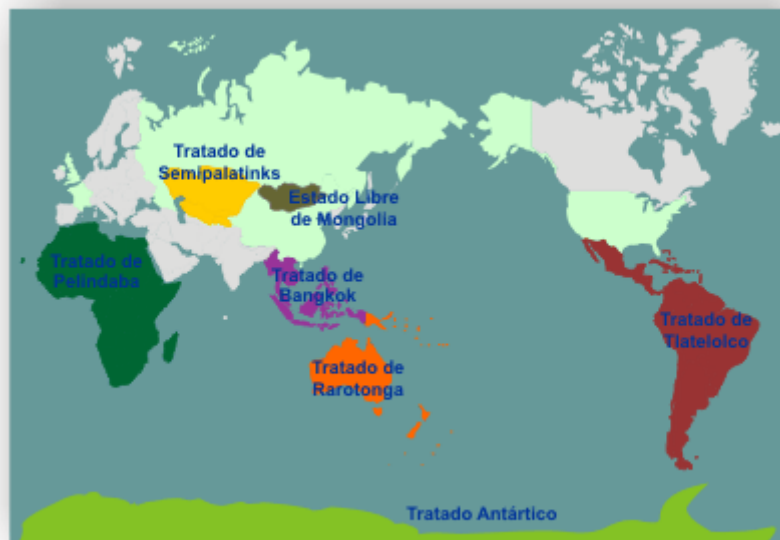 Tratado de
Semipalatinks
Estado Libre
de Mongolia
Tratado de
Pelindaba
Tratado de
Bangkok
Tratado de
Tlatelolco
Tratado de
Rarotonga
Tratado Antártico